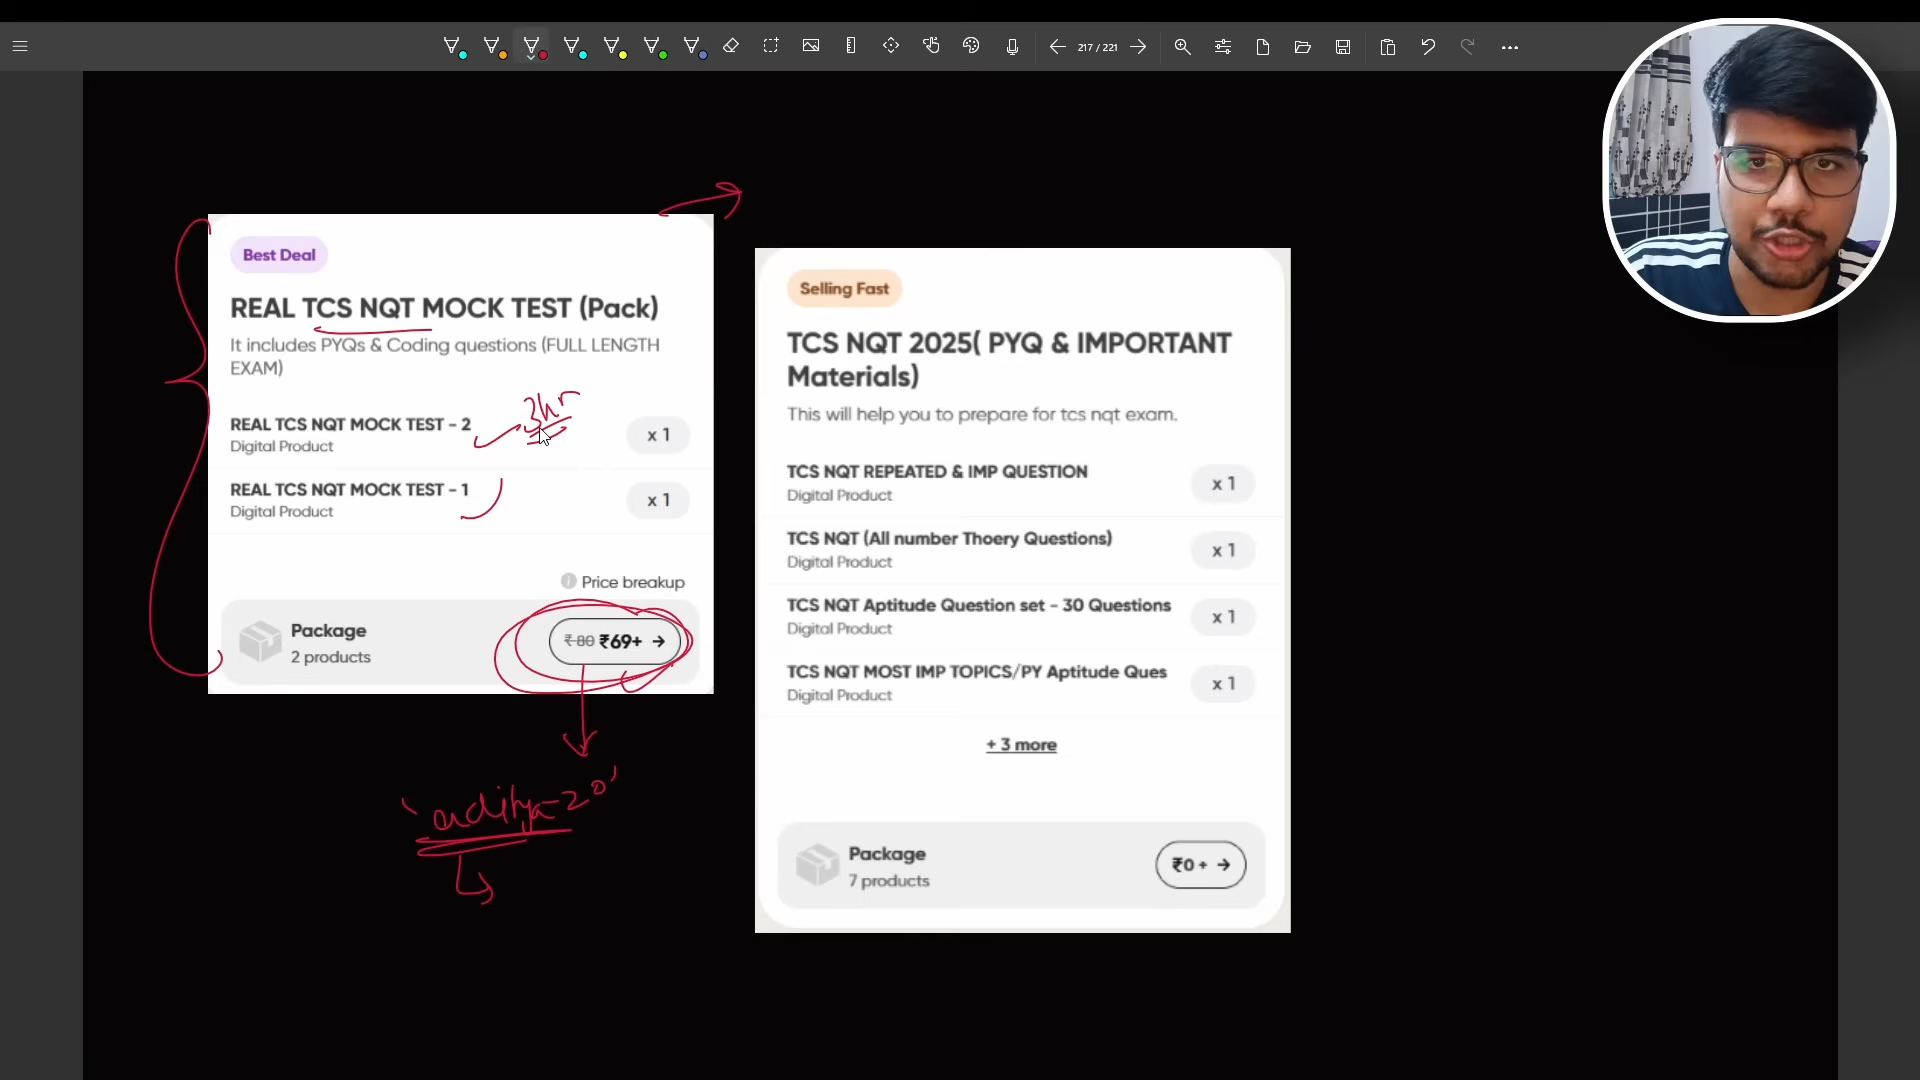 217 / 221
Best Deal
REAL TCS NQT MOCK TEST (Pack)
It includes PYQs & Coding questions (FULL LENGTH
EXAM)
3hr
REAL TCS NQT MOCK TEST - 2
Digital Product
x 1
REAL TCS NQT MOCK TEST - 1
Digital Product
x 1
Price breakup
Package
2 products
₹ 80 ₹69+ →
'aditya-20'
Selling Fast
TCS NQT 2025( PYQ & IMPORTANT
Materials)
This will help you to prepare for tcs nqt exam.
TCS NQT REPEATED & IMP QUESTION
Digital Product
x 1
TCS NQT (All number Thoery Questions)
Digital Product
x 1
TCS NQT Aptitude Question set - 30 Questions
Digital Product
x 1
TCS NQT MOST IMP TOPICS/PY Aptitude Ques
Digital Product
x 1
+ 3 more
Package
7 products
₹0 + →